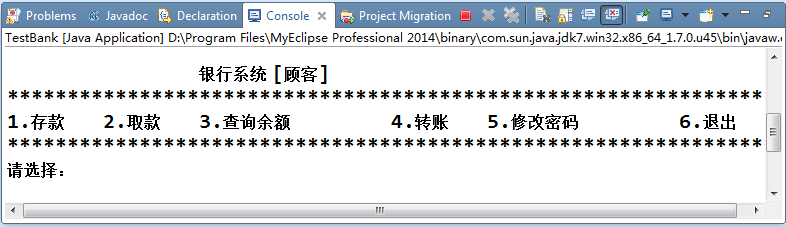 Problems @ Javadoc Declaration Console Project Migration
TestBank [Java Application] D:\Program Files\MyEclipse Professional 2014\binary\com.sun.java.jdk7.win32.x86_64_1.7.0.u45\bin\javaw.e
银行系统 [顾客]
****************************************************************
1.存款 2.取款 3.查询余额 4.转账 5.修改密码 6.退出
****************************************************************
请选择：